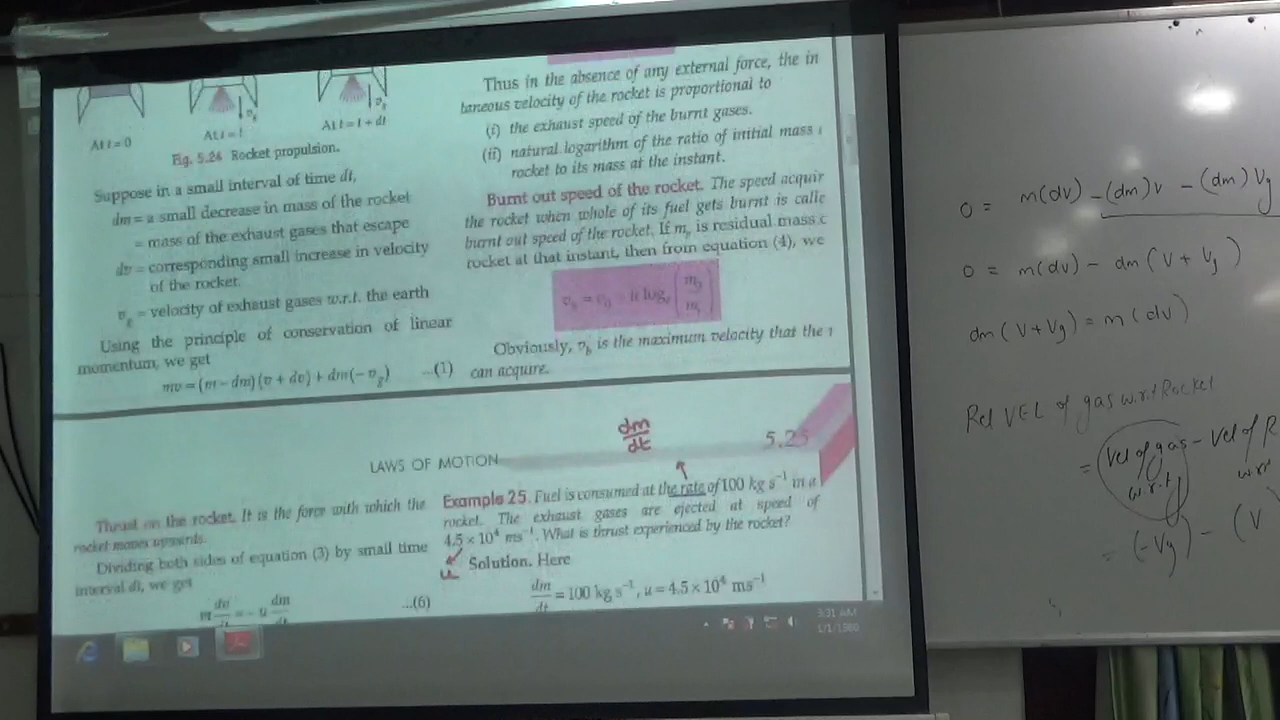 At t = 0
At t = t
At t = t + dt
v_g
v_g
Fig. 5.24 Rocket propulsion.
Suppose in a small interval of time dt,
dm = a small decrease in mass of the rocket
= mass of the exhaust gases that escape
dv = corresponding small increase in velocity
of the rocket.
v_g = velocity of exhaust gases w.r.t. the earth
Using the principle of conservation of linear
momentum, we get
mv = (m − dm)(v + dv) + dm(− v_g) ...(1)
Thus in the absence of any external force, the in
taneous velocity of the rocket is proportional to
(i) the exhaust speed of the burnt gases.
(ii) natural logarithm of the ratio of initial mass
rocket to its mass at the instant.
Burnt out speed of the rocket. The speed acquir
the rocket when whole of its fuel gets burnt is calle
burnt out speed of the rocket. If m_r is residual mass
rocket at that instant, then from equation (4), we
log_e
Obviously, v_b is the maximum velocity that the
can acquire.
dm/dt
5.25
LAWS OF MOTION
Thrust on the rocket. It is the force with which the
rocket moves upwards.
Dividing both sides of equation (3) by small time
interval dt, we get
m dv = − u dm ...(6)
Example 25. Fuel is consumed at the rate of 100 kg s⁻¹ in a
rocket. The exhaust gases are ejected at speed of
4.5 × 10⁴ ms⁻¹. What is thrust experienced by the rocket?
u
Solution. Here
dm/dt = 100 kg s⁻¹, u = 4.5 × 10⁴ ms⁻¹
5:31 AM
1/1/1980
0 = m(dv) − (dm)v − (dm)Vg
0 = m(dv) − dm(V + Vg)
dm(V + Vg) = m(dv)
Rel VEL of gas w.r.t Rocket
= (Vel of gas − Vel of R
w.r.t
= (−Vg) − (V